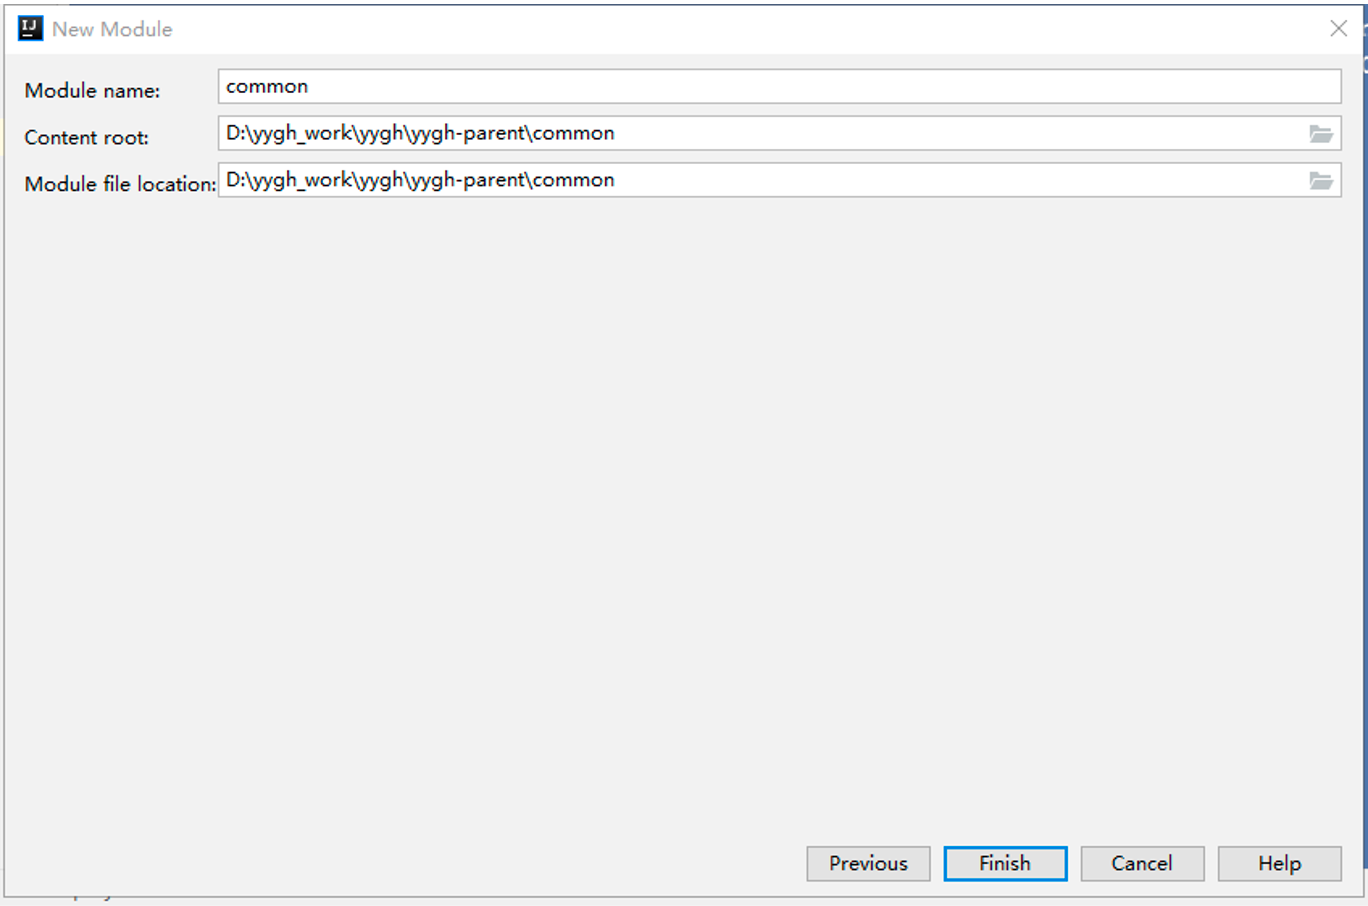 IJ New Module
Module name: common
Content root: D:\yygh_work\yygh\yygh-parent\common
Module file location: D:\yygh_work\yygh\yygh-parent\common
Previous Finish Cancel Help